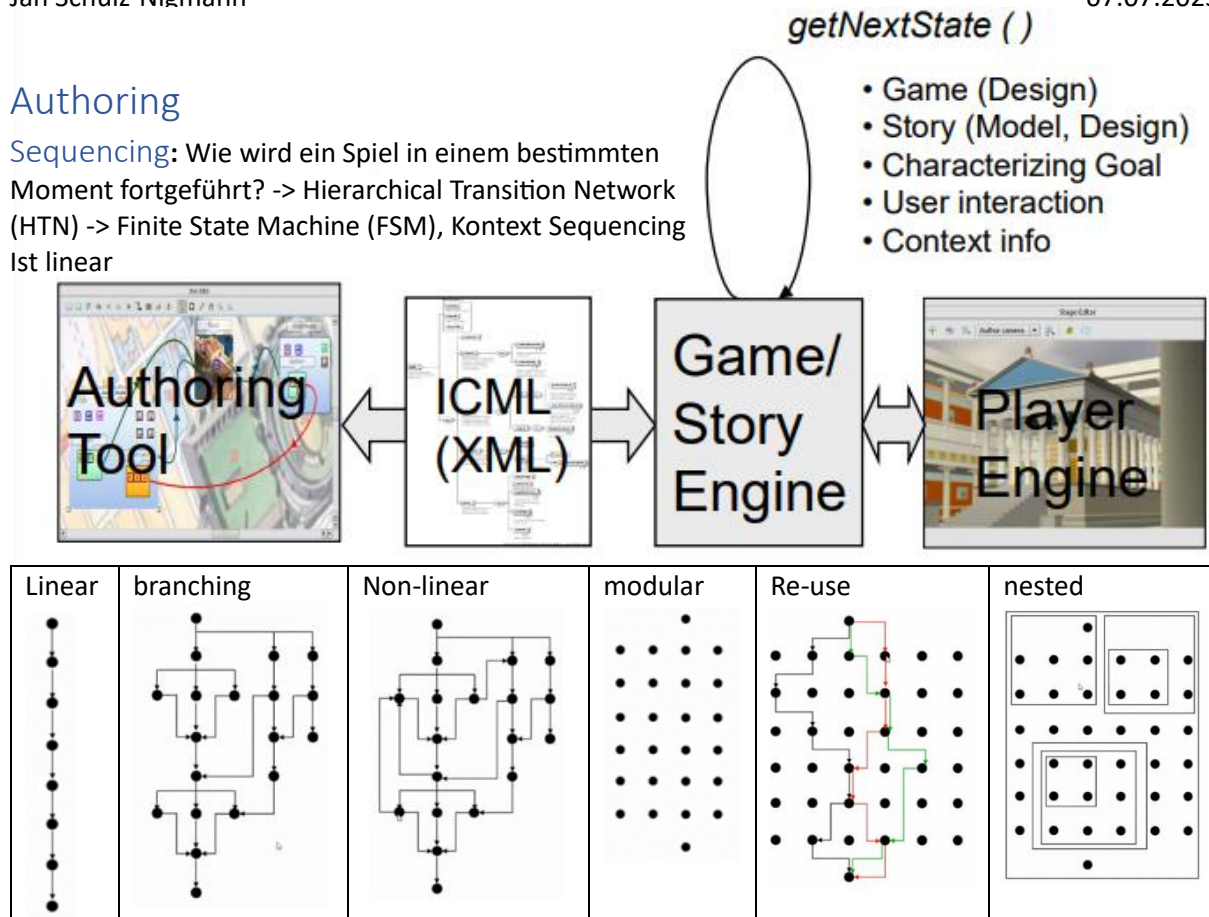 Jan Schulz-Nigmann
07.07.2023
getNextState ( )
• Game (Design)
• Story (Model, Design)
• Characterizing Goal
• User interaction
• Context info
Authoring
Sequencing: Wie wird ein Spiel in einem bestimmten
Moment fortgeführt? -> Hierarchical Transition Network
(HTN) -> Finite State Machine (FSM), Kontext Sequencing
Ist linear
Authoring
Tool
ICML
(XML)
Game/
Story
Engine
Stage Editor
Author camera
Player
Engine
Linear
branching
Non-linear
modular
Re-use
nested